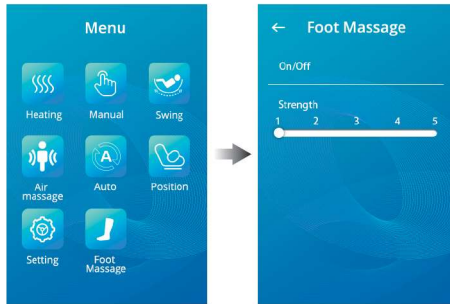 Menu
Heating
Manual
Swing
Air
massage
A
Auto
Position
Setting
Foot
Massage
← Foot Massage
On/Off
Strength
1 2 3 4 5